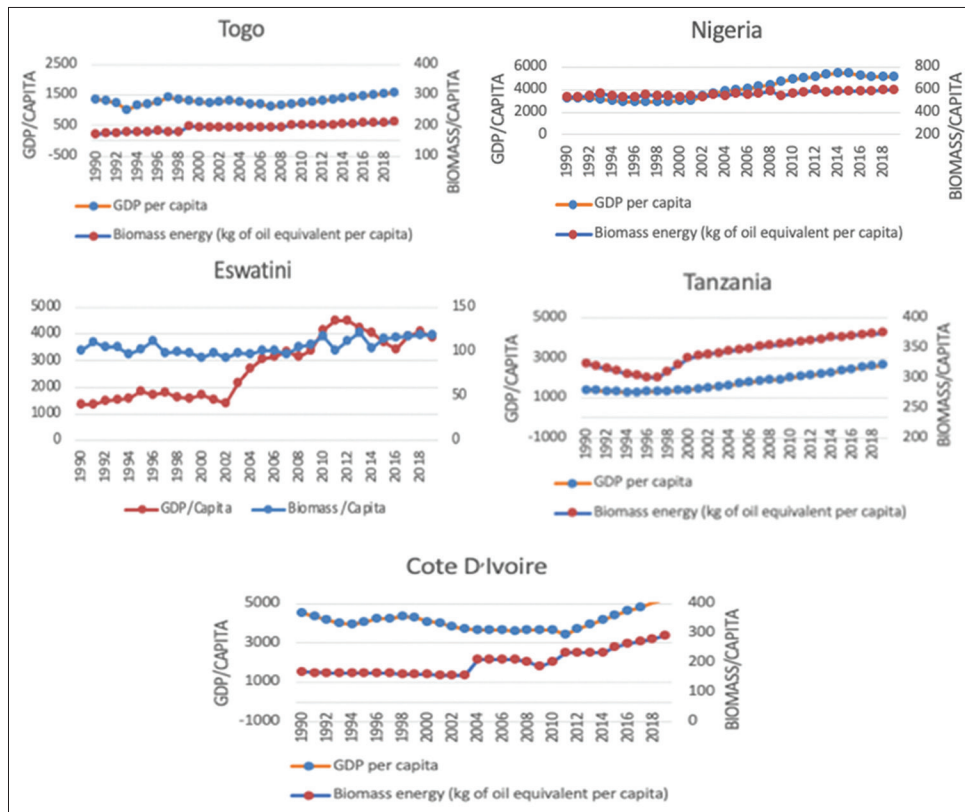 Togo
2500
1500
500
-500
GDP/CAPITA
400
300
200
100
BIOMASS/CAPITA
1990 1992 1994 1996 1998 2000 2002 2004 2006 2008 2010 2012 2014 2016 2018
GDP per capita
Biomass energy (kg of oil equivalent per capita)
Nigeria
6000
4000
2000
0
GDP/CAPITA
800
600
400
200
BIOMASS/CAPITA
1990 1992 1994 1996 1998 2000 2002 2004 2006 2008 2010 2012 2014 2016 2018
GDP per capita
Biomass energy (kg of oil equivalent per capita)
Eswatini
5000
4000
3000
2000
1000
0
150
100
50
0
1990 1992 1994 1996 1998 2000 2002 2004 2006 2008 2010 2012 2014 2016 2018
GDP/Capita
Biomass/Capita
Tanzania
5000
3000
1000
-1000
GDP/CAPITA
400
350
300
250
200
BIOMASS/CAPITA
1990 1992 1994 1996 1998 2000 2002 2004 2006 2008 2010 2012 2014 2016 2018
GDP per capita
Biomass energy (kg of oil equivalent per capita)
Cote D'Ivoire
5000
3000
1000
-1000
GDP/CAPITA
400
300
200
100
0
BIOMASS/CAPITA
1990 1992 1994 1996 1998 2000 2002 2004 2006 2008 2010 2012 2014 2016 2018
GDP per capita
Biomass energy (kg of oil equivalent per capita)